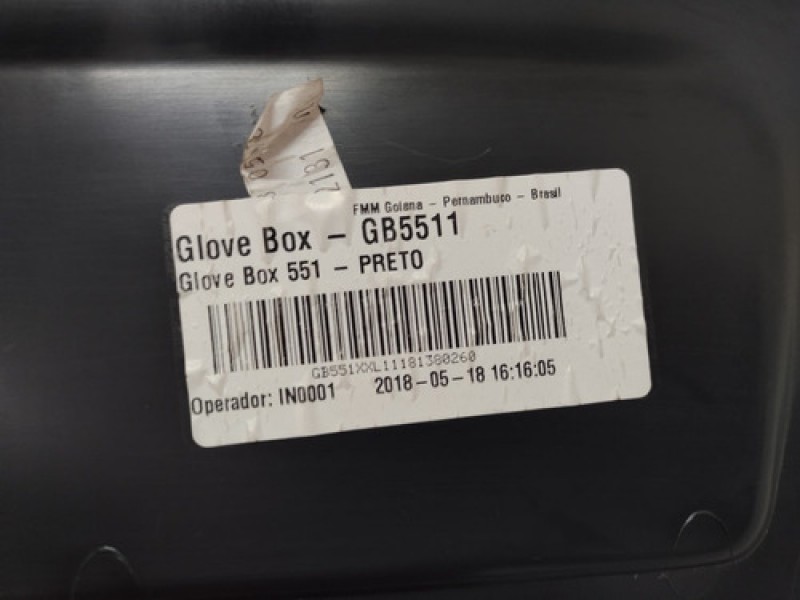 2181
FMM Goiana - Pernambuco - Brasil
Glove Box - GB5511
Glove Box 551 - PRETO
GB551XXL11181380260
Operador: IN0001 2018-05-18 16:16:05